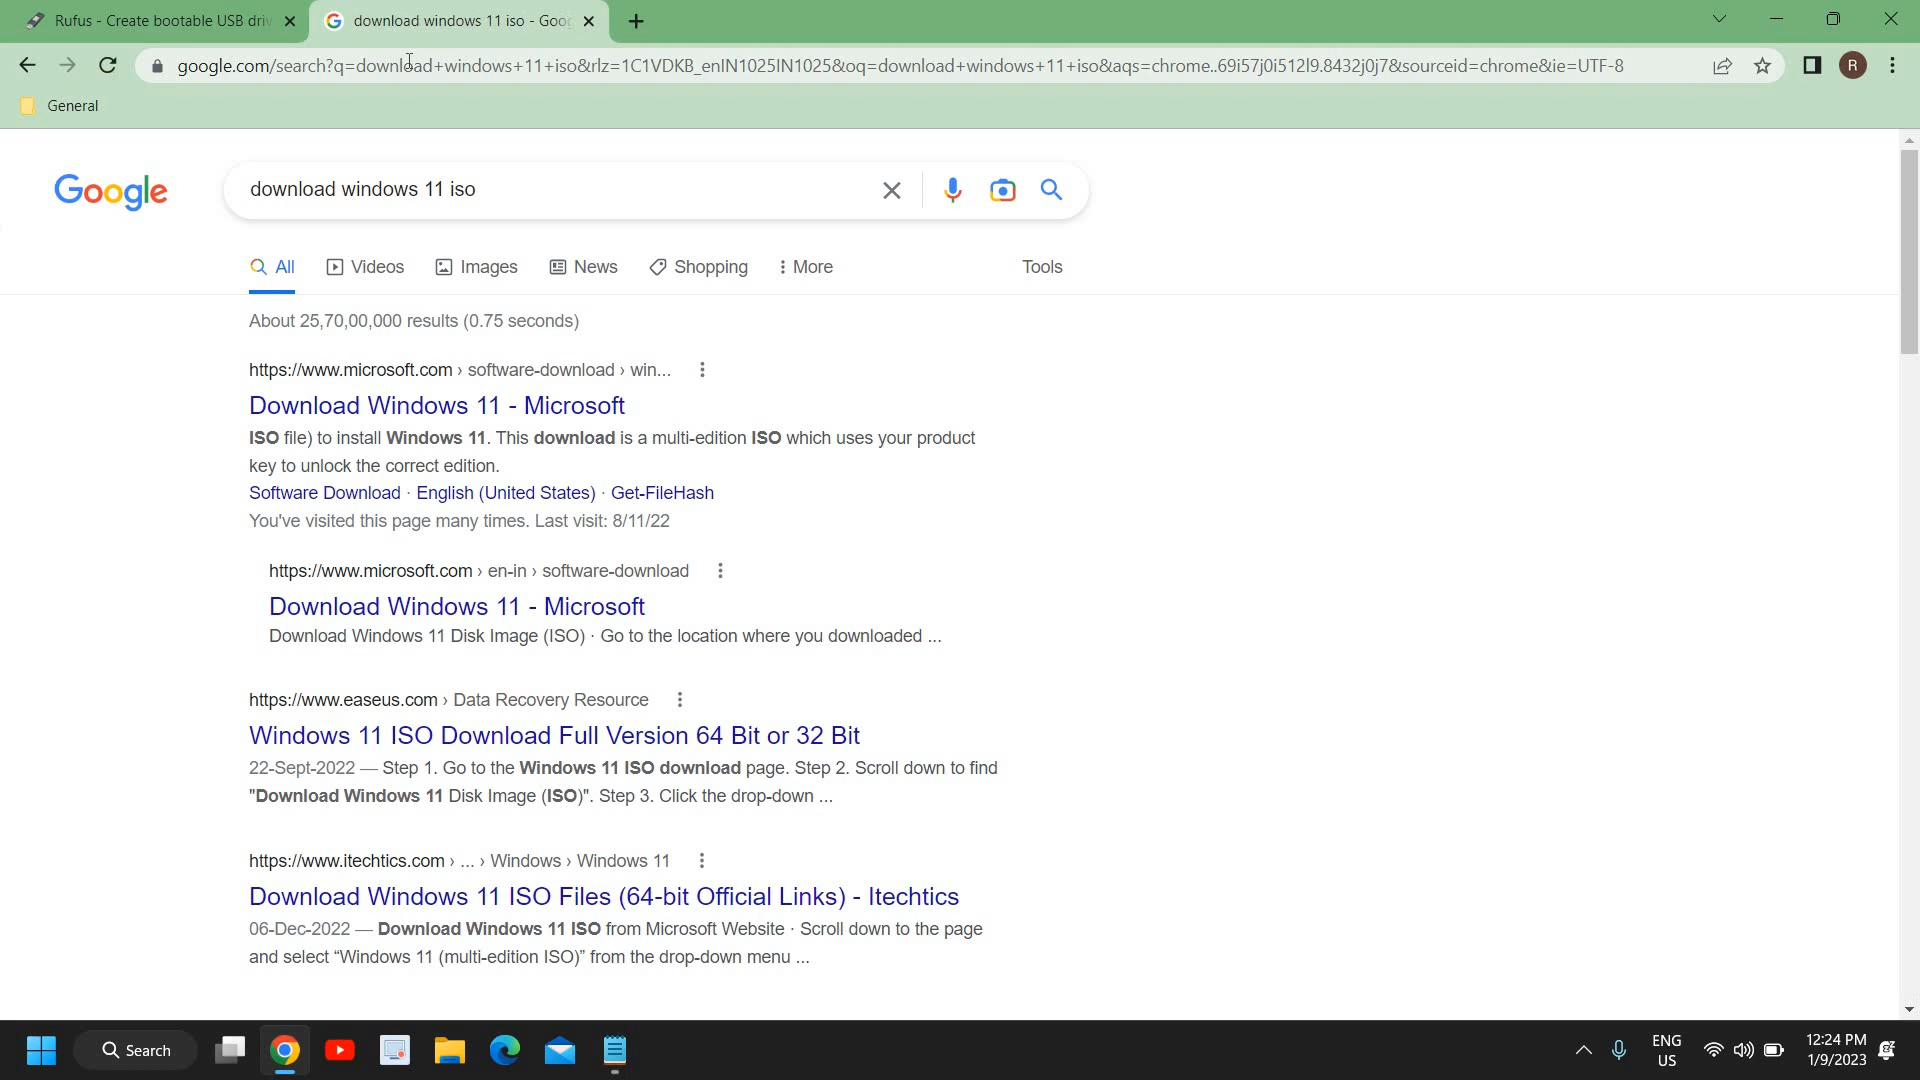 Rufus - Create bootable USB driv
download windows 11 iso - Goo
google.com/search?q=download+windows+11+iso&rlz=1C1VDKB_enIN1025IN1025&oq=download+windows+11+iso&aqs=chrome..69i57j0i512l9.8432j0j7&sourceid=chrome&ie=UTF-8
R
General
Google
download windows 11 iso
All
Videos
Images
News
Shopping
More
Tools
About 25,70,00,000 results (0.75 seconds)
https://www.microsoft.com › software-download › win...
Download Windows 11 - Microsoft
ISO file) to install Windows 11. This download is a multi-edition ISO which uses your product
key to unlock the correct edition.
Software Download · English (United States) · Get-FileHash
You've visited this page many times. Last visit: 8/11/22
https://www.microsoft.com › en-in › software-download
Download Windows 11 - Microsoft
Download Windows 11 Disk Image (ISO) · Go to the location where you downloaded ...
https://www.easeus.com › Data Recovery Resource
Windows 11 ISO Download Full Version 64 Bit or 32 Bit
22-Sept-2022 — Step 1. Go to the Windows 11 ISO download page. Step 2. Scroll down to find
"Download Windows 11 Disk Image (ISO)". Step 3. Click the drop-down ...
https://www.itechtics.com › ... › Windows › Windows 11
Download Windows 11 ISO Files (64-bit Official Links) - Itechtics
06-Dec-2022 — Download Windows 11 ISO from Microsoft Website · Scroll down to the page
and select “Windows 11 (multi-edition ISO)” from the drop-down menu ...
Search
ENG
US
12:24 PM
1/9/2023